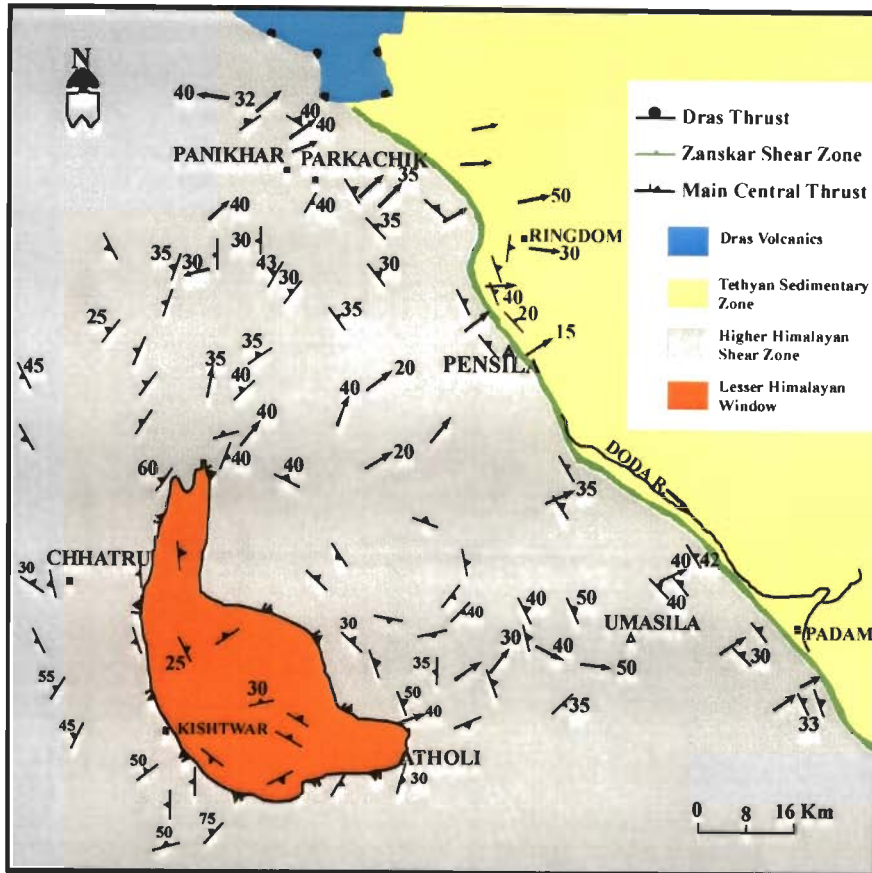 N
40
32
40
40
PANIKHAR
PARKACHIK
35
40
40
35
50
RINGDOM
30
30
35
30
43
30
30
40
20
15
25
35
35
PENSILA
45
35
40
20
40
40
20
40
60
40
35
DODA R.
CHHATRU
30
40
42
40
40
40
50
30
30
40
UMASILA
50
PADAM
30
25
35
55
30
50
40
35
33
45
KISHTWAR
ATHOLI
50
30
50
75
Dras Thrust
Zanskar Shear Zone
Main Central Thrust
Dras Volcanics
Tethyan Sedimentary
Zone
Higher Himalayan
Shear Zone
Lesser Himalayan
Window
0 8 16 Km